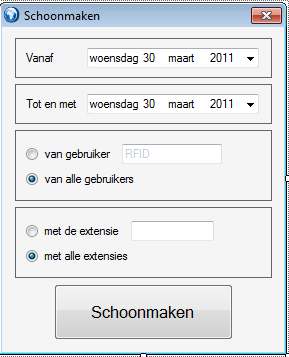 Schoonmaken
Vanaf woensdag 30 maart 2011
Tot en met woensdag 30 maart 2011
van gebruiker RFID
van alle gebruikers
met de extensie
met alle extensies
Schoonmaken